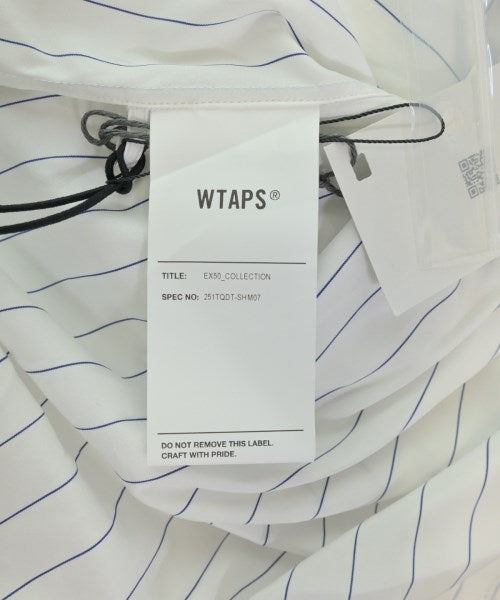 WTAPS®
TITLE: EX50_COLLECTION
SPEC NO: 251TQDT-SHM07
DO NOT REMOVE THIS LABEL.
CRAFT WITH PRIDE.